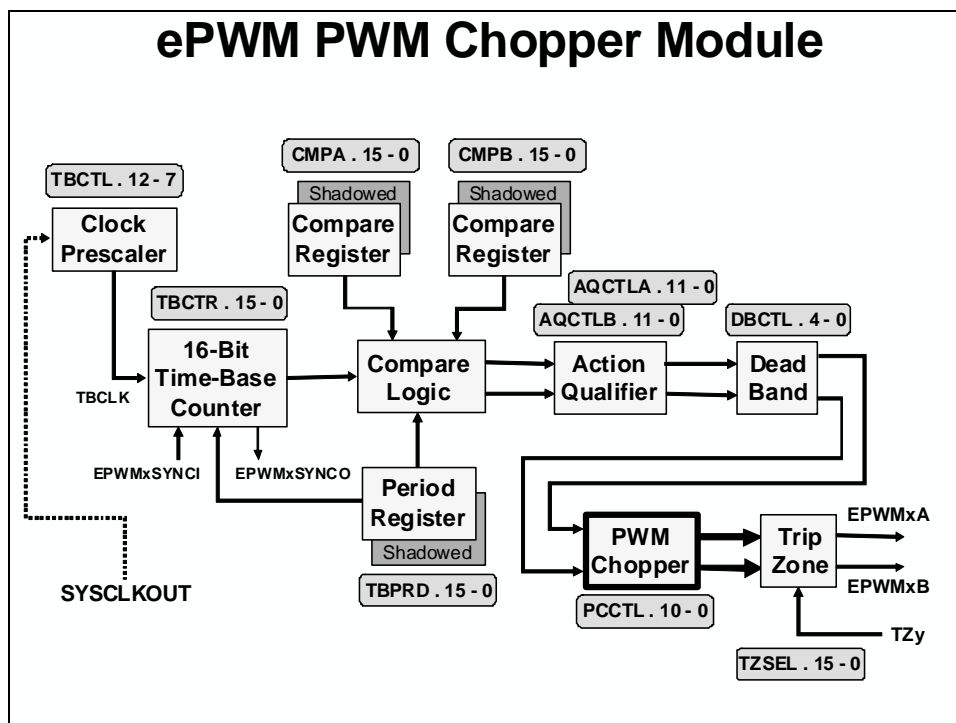 ePWM PWM Chopper Module
CMPA . 15 - 0
CMPB . 15 - 0
TBCTL . 12 - 7
Shadowed
Shadowed
Clock
Prescaler
Compare
Register
Compare
Register
TBCTR . 15 - 0
AQCTLA . 11 - 0
AQCTLB . 11 - 0
DBCTL . 4 - 0
16-Bit
Time-Base
Counter
Compare
Logic
Action
Qualifier
Dead
Band
TBCLK
EPWMxSYNCI
EPWMxSYNCO
Period
Register
Shadowed
TBPRD . 15 - 0
SYSCLKOUT
PWM
Chopper
PCCTL . 10 - 0
Trip
Zone
EPWMxA
EPWMxB
TZy
TZSEL . 15 - 0